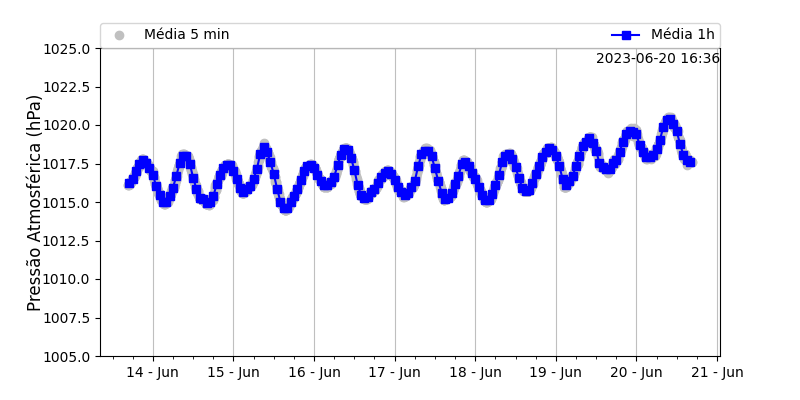 Média 5 min
Média 1h
2023-06-20 16:36
Pressão Atmosférica (hPa)
1025.0
1022.5
1020.0
1017.5
1015.0
1012.5
1010.0
1007.5
1005.0
14 - Jun
15 - Jun
16 - Jun
17 - Jun
18 - Jun
19 - Jun
20 - Jun
21 - Jun